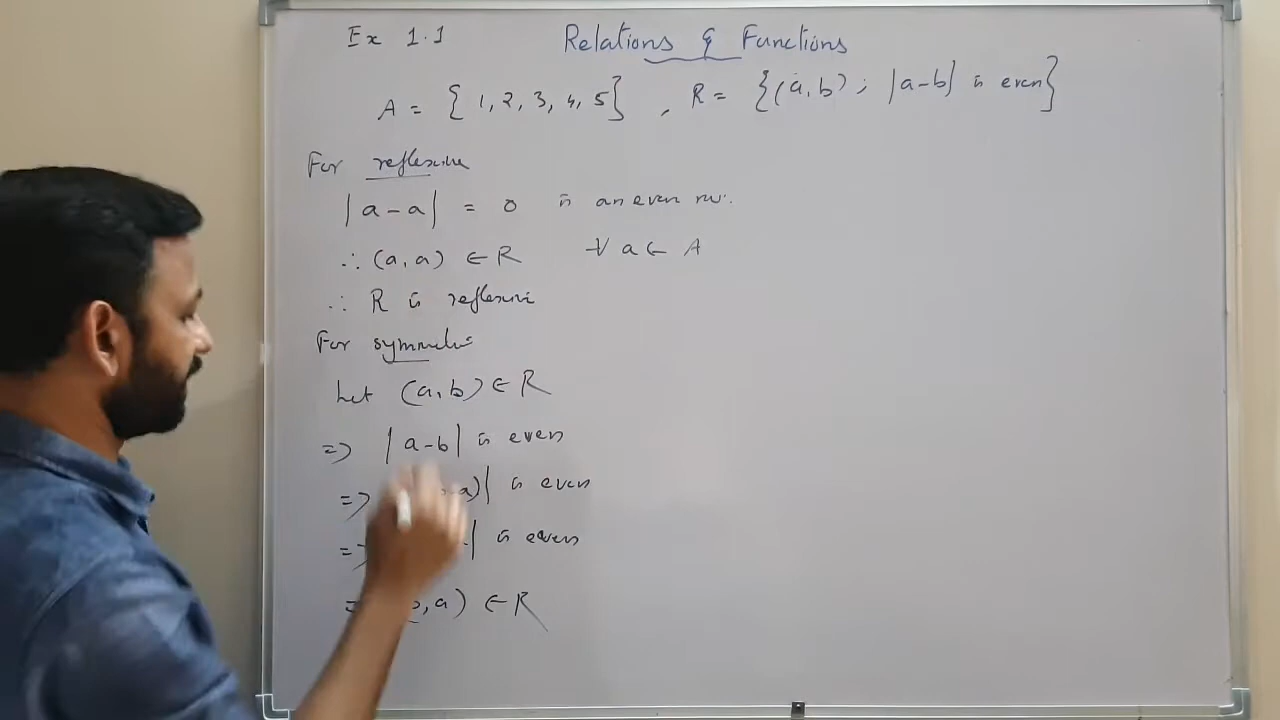 Ex 1.1 Relations & Functions
A = { 1, 2, 3, 4, 5 } , R = {(a, b) ; |a-b| is even}
For reflexive
|a-a| = 0 is an even no:
∴ (a, a) ∈ R ∀ a ∈ A
∴ R is reflexive
For symmetric
Let (a, b) ∈ R
=> |a-b| is even
=> a)| is even
=> | is even
, a) ∈ R